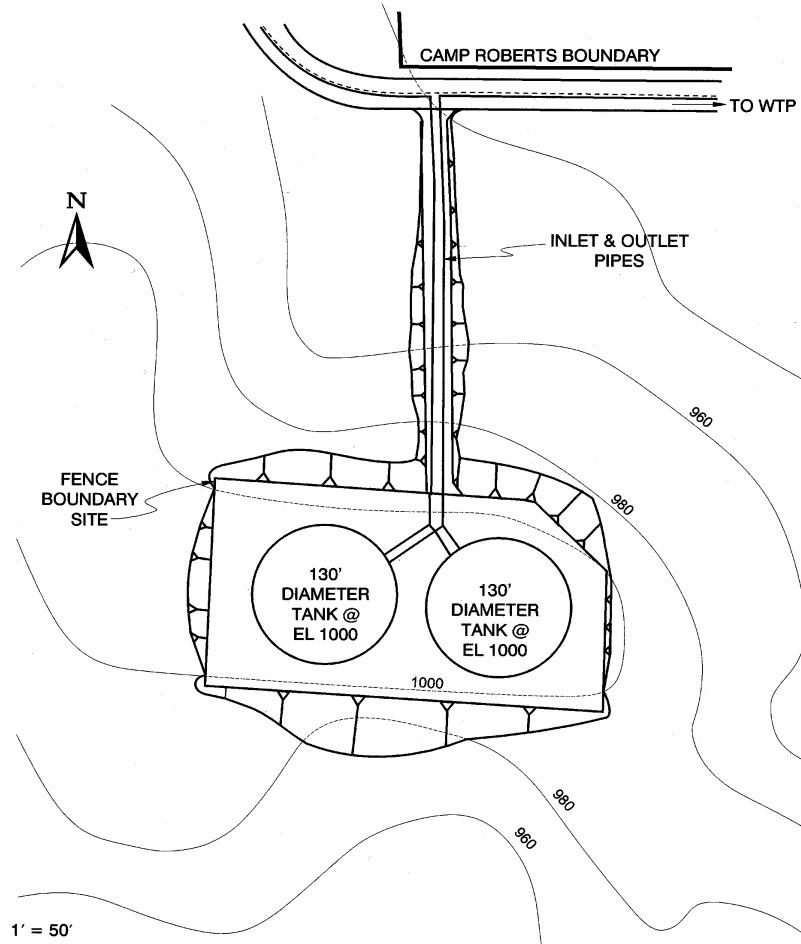 CAMP ROBERTS BOUNDARY
TO WTP
N
INLET & OUTLET
PIPES
960
FENCE
BOUNDARY
SITE
980
130'
DIAMETER
TANK @
EL 1000
130'
DIAMETER
TANK @
EL 1000
1000
980
960
1' = 50'